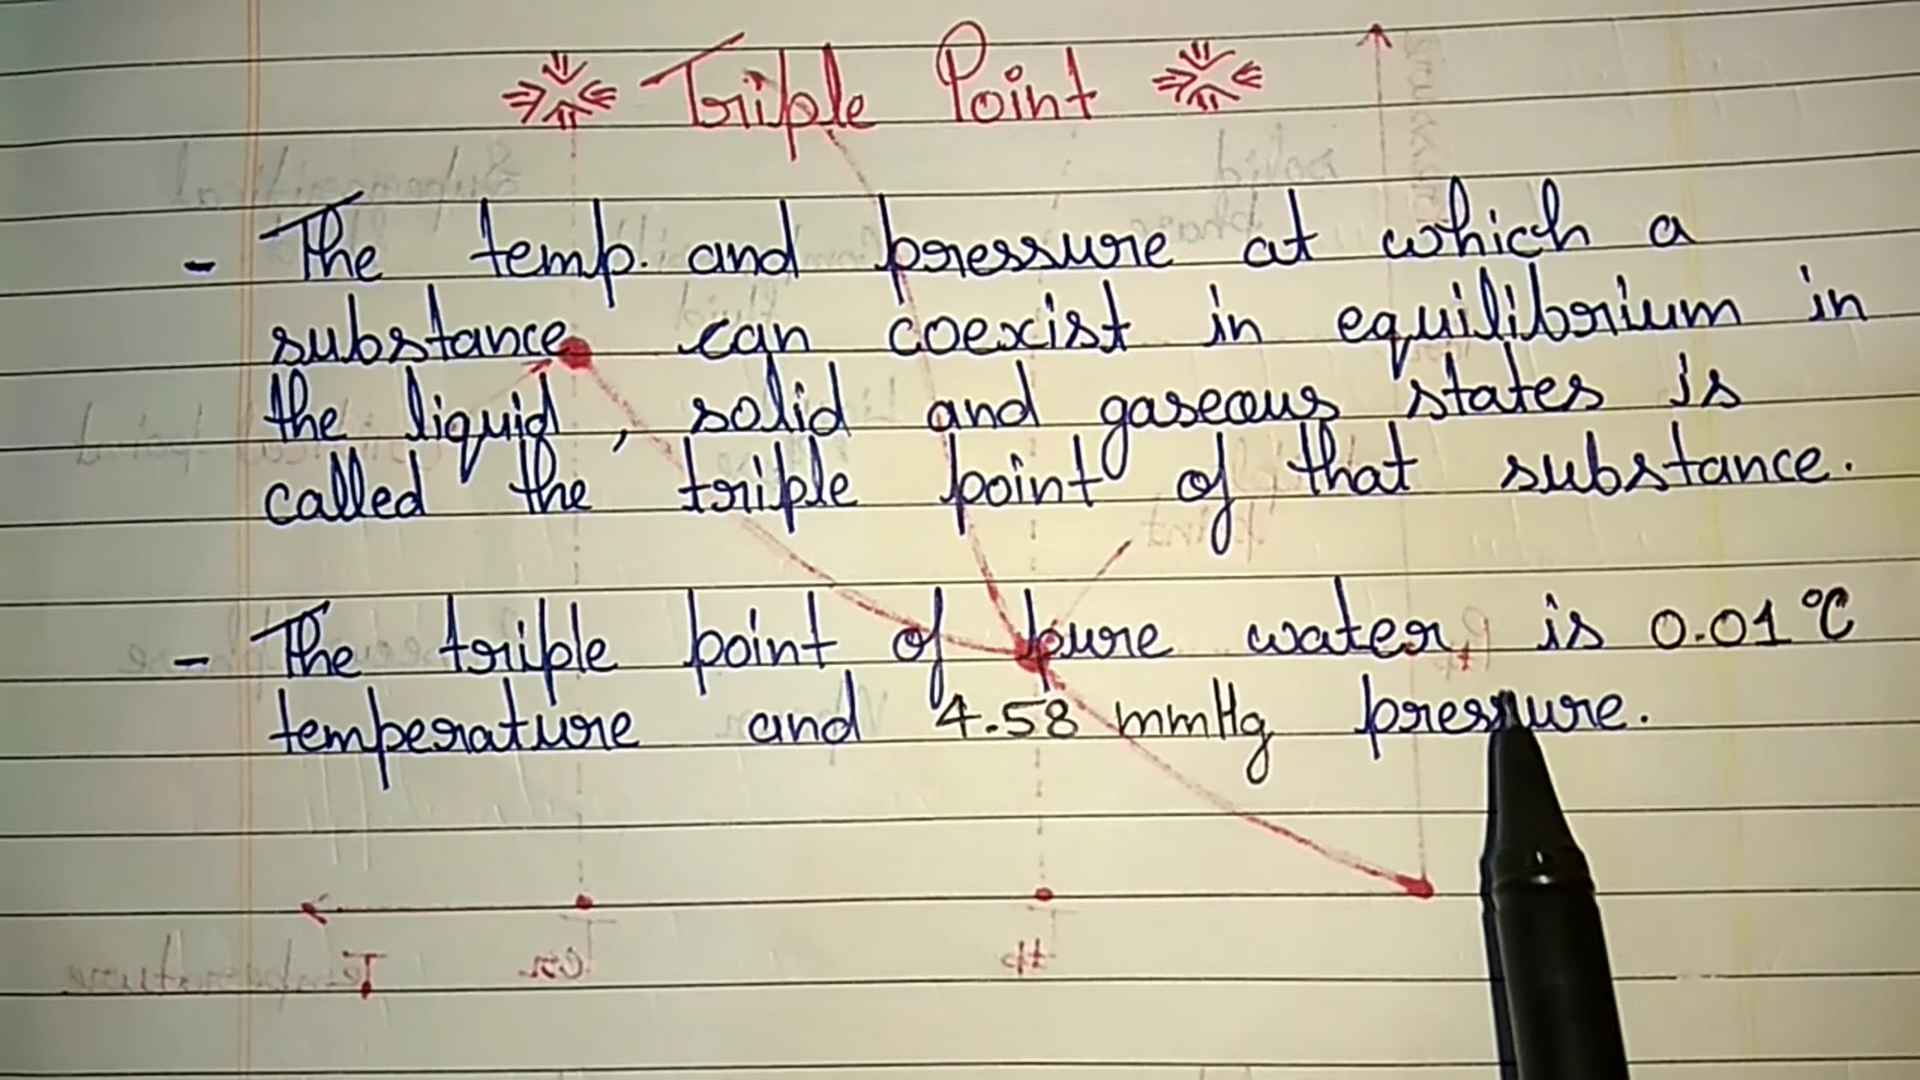 Triple Point
- The temp. and pressure at which a
substance can coexist in equilibrium in
the liquid, solid and gaseous states is
called the triple point of that substance.
- The triple point of pure water, is 0.01°C
temperature and 4.58 mmHg pressure.